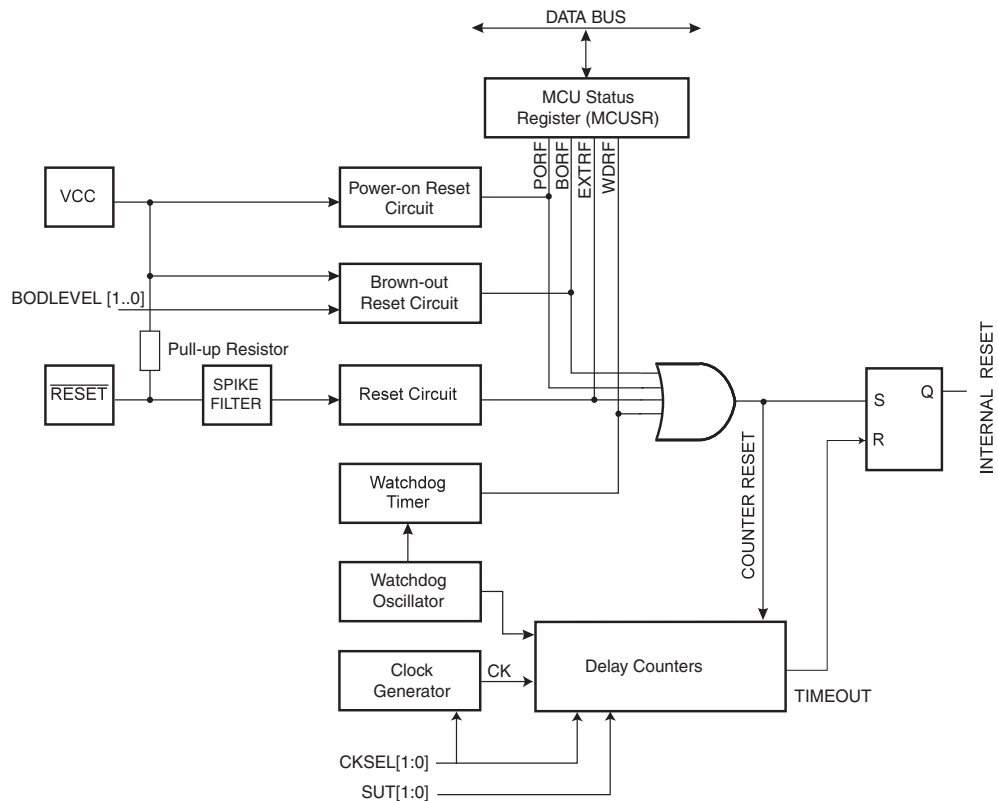 DATA BUS
MCU Status
Register (MCUSR)
PORF
BORF
EXTRF
WDRF
VCC
Power-on Reset
Circuit
Brown-out
Reset Circuit
BODLEVEL [1..0]
Pull-up Resistor
RESET
SPIKE
FILTER
Reset Circuit
S
Q
R
INTERNAL RESET
COUNTER RESET
Watchdog
Timer
Watchdog
Oscillator
Clock
Generator
CK
Delay Counters
TIMEOUT
CKSEL[1:0]
SUT[1:0]